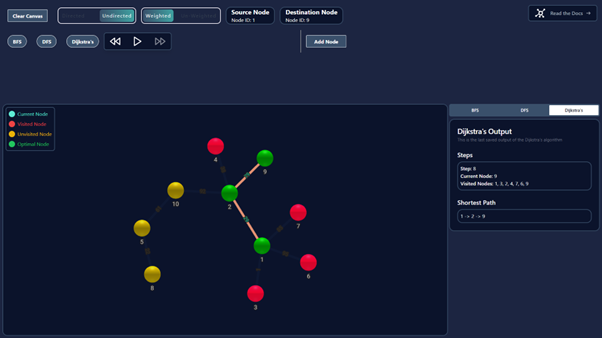 Clear Canvas
Undirected
Weighted
Source Node
Node ID: 1
Destination Node
Node ID: 9
Read the Docs →
BFS
DFS
Dijkstra's
Add Node
Current Node
Visited Node
Unvisited Node
Optimal Node
4
9
10
2
7
5
1
6
8
3
BFS
DFS
Dijkstra's
Dijkstra's Output
This is the last saved output of the Dijkstra's algorithm.
Steps
Step: 8
Current Node: 9
Visited Nodes: 1, 3, 2, 4, 7, 6, 9
Shortest Path
1 -> 2 -> 9